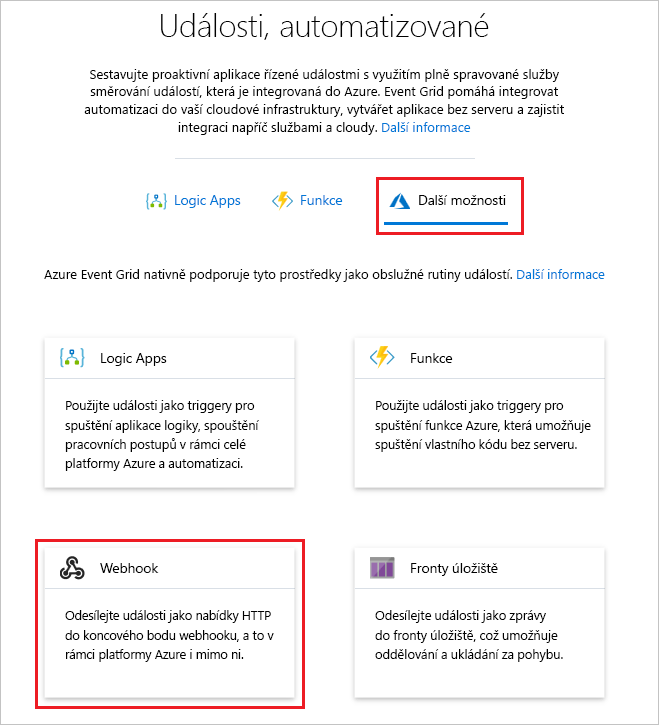 Události, automatizované
Sestavujte proaktivní aplikace řízené událostmi s využitím plně spravované služby
směrování událostí, která je integrovaná do Azure. Event Grid pomáhá integrovat
automatizaci do vaší cloudové infrastruktury, vytvářet aplikace bez serveru a zajistit
integraci napříč službami a cloudy. Další informace
Logic Apps Funkce Další možnosti
Azure Event Grid nativně podporuje tyto prostředky jako obslužné rutiny událostí. Další informace
Logic Apps
Použijte události jako triggery pro
spuštění aplikace logiky, spouštění
pracovních postupů v rámci celé
platformy Azure a automatizaci.
Funkce
Použijte události jako triggery pro
spuštění funkce Azure, která umožňuje
spuštění vlastního kódu bez serveru.
Webhook
Odesílejte události jako nabídky HTTP
do koncového bodu webhooku, a to v
rámci platformy Azure i mimo ni.
Fronty úložiště
Odesílejte události jako zprávy
do fronty úložiště, což umožňuje
oddělování a ukládání za pohybu.